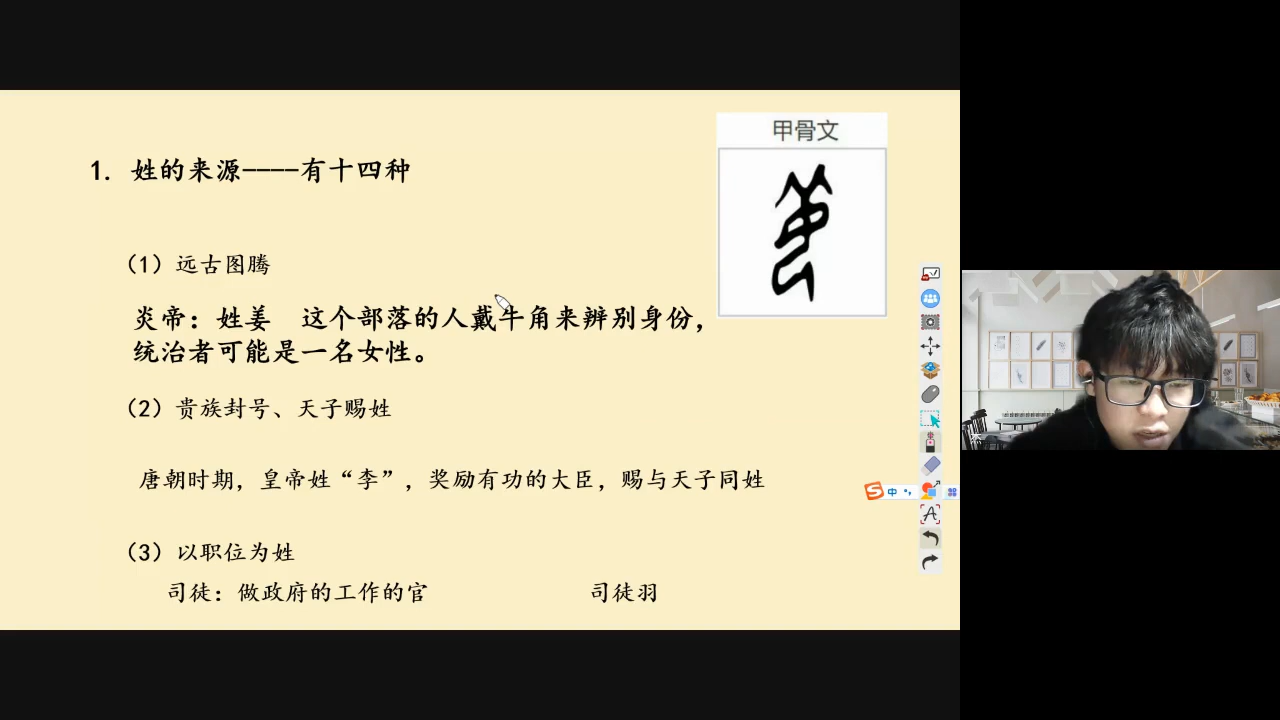 甲骨文
1. 姓的来源----有十四种
（1）远古图腾
炎帝：姓姜 这个部落的人戴牛角来辨别身份，
统治者可能是一名女性。
（2）贵族封号、天子赐姓
唐朝时期，皇帝姓“李”，奖励有功的大臣，赐与天子同姓
（3）以职位为姓
司徒：做政府的工作的官 司徒羽
中